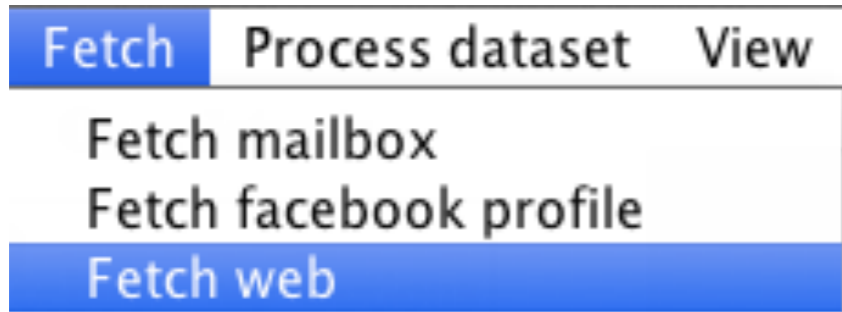 Fetch Process dataset View
Fetch mailbox
Fetch facebook profile
Fetch web